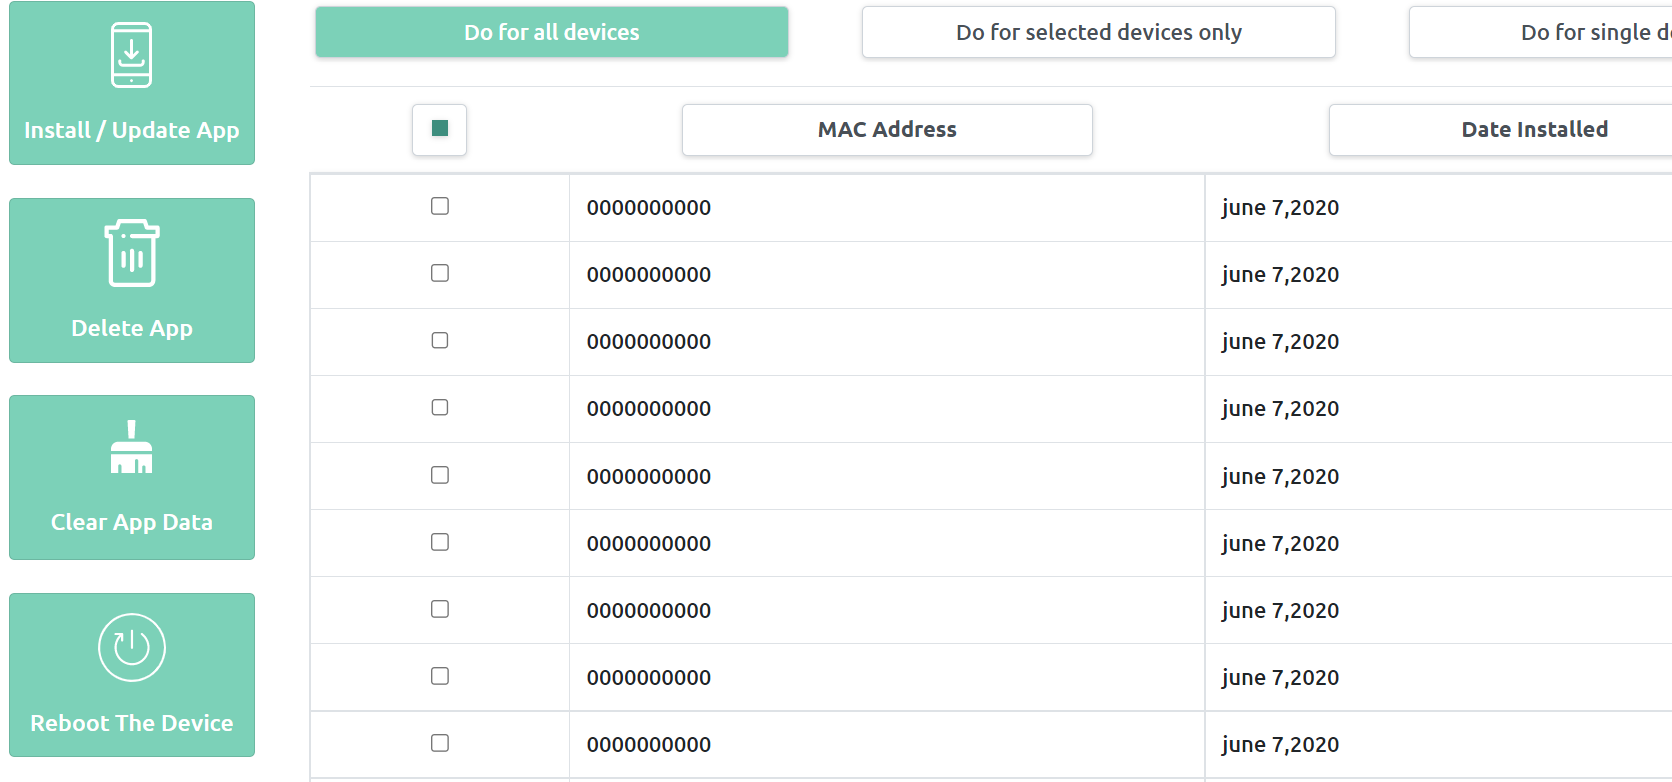 Install / Update App
Delete App
Clear App Data
Reboot The Device
Do for all devices
Do for selected devices only
Do for single
MAC Address
Date Installed
0000000000
june 7,2020
0000000000
june 7,2020
0000000000
june 7,2020
0000000000
june 7,2020
0000000000
june 7,2020
0000000000
june 7,2020
0000000000
june 7,2020
0000000000
june 7,2020
0000000000
june 7,2020